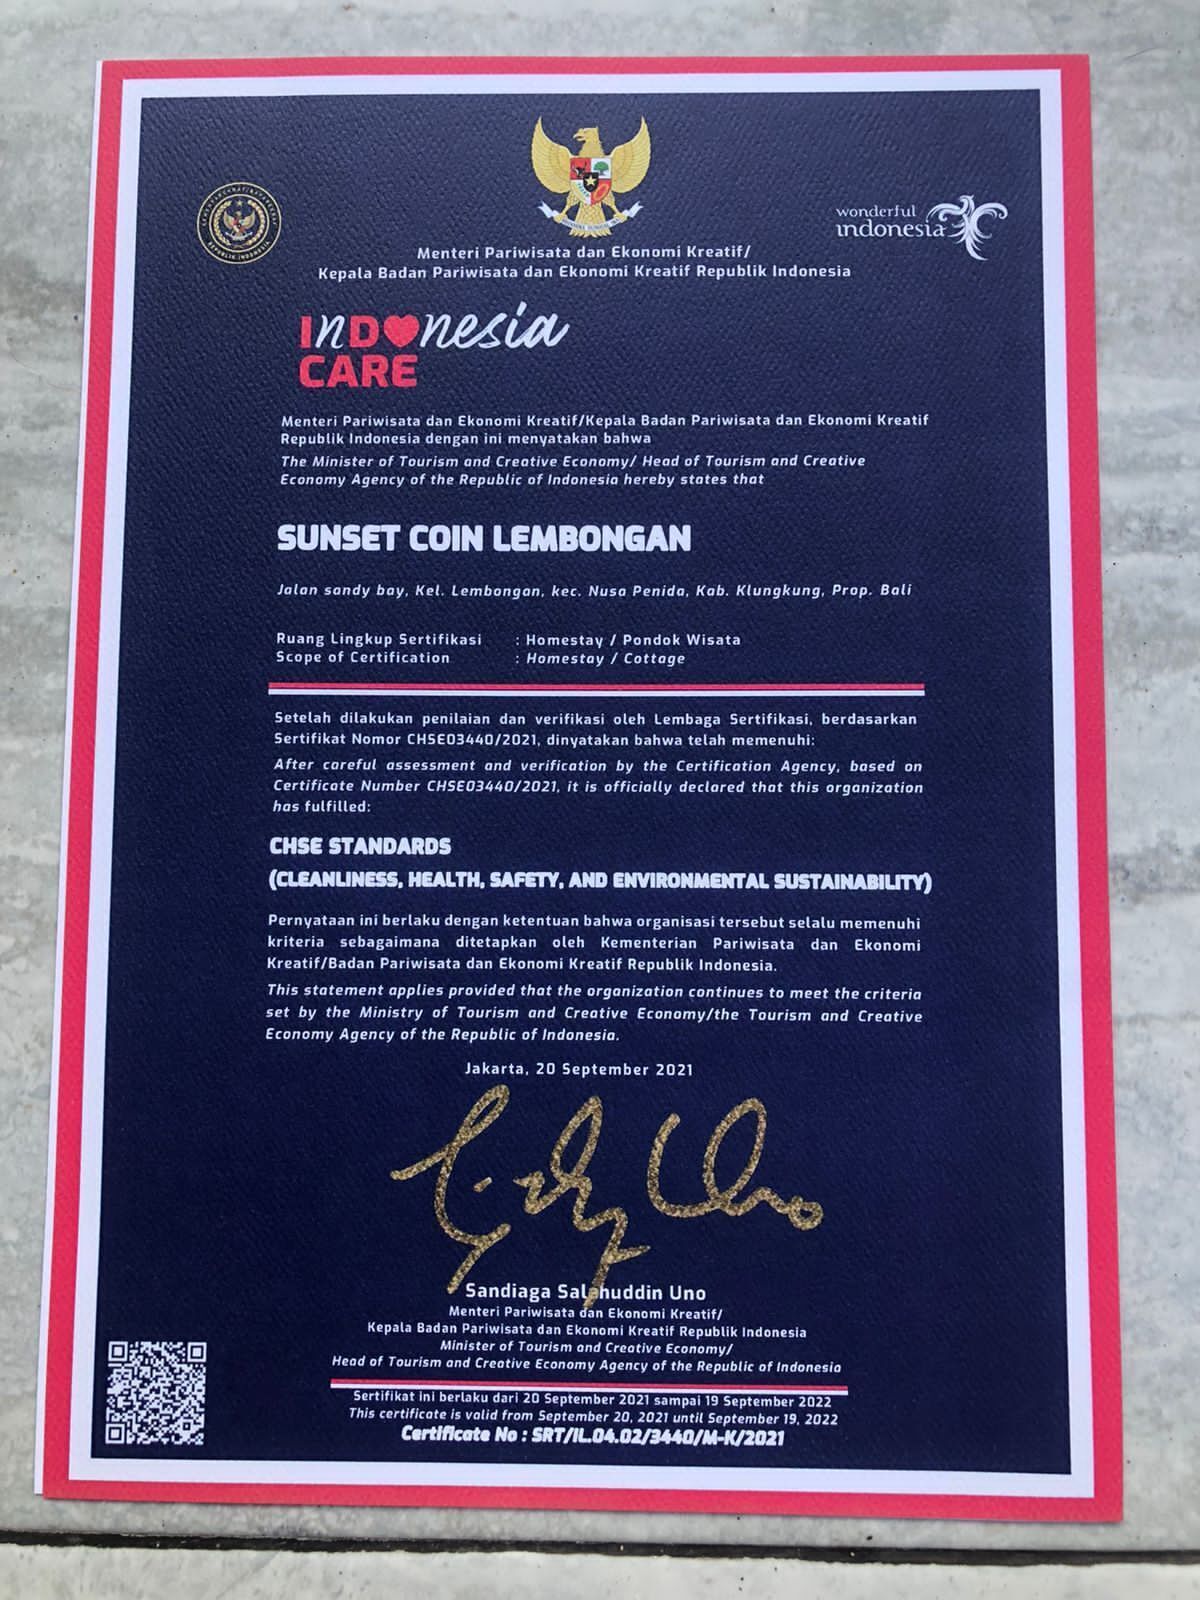 wonderful
indonesia
Menteri Pariwisata dan Ekonomi Kreatif/
Kepala Badan Pariwisata dan Ekonomi Kreatif Republik Indonesia
INDONESIA
CARE
Menteri Pariwisata dan Ekonomi Kreatif/Kepala Badan Pariwisata dan Ekonomi Kreatif
Republik Indonesia dengan ini menyatakan bahwa
The Minister of Tourism and Creative Economy/ Head of Tourism and Creative
Economy Agency of the Republic of Indonesia hereby states that
SUNSET COIN LEMBONGAN
Jalan sandy bay, Kel. Lembongan, kec. Nusa Penida, Kab. Klungkung, Prop. Bali
Ruang Lingkup Sertifikasi : Homestay / Pondok Wisata
Scope of Certification : Homestay / Cottage
Setelah dilakukan penilaian dan verifikasi oleh Lembaga Sertifikasi, berdasarkan
Sertifikat Nomor CHSE03440/2021, dinyatakan bahwa telah memenuhi:
After careful assessment and verification by the Certification Agency, based on
Certificate Number CHSE03440/2021, it is officially declared that this organization
has fulfilled:
CHSE STANDARDS
(CLEANLINESS, HEALTH, SAFETY, AND ENVIRONMENTAL SUSTAINABILITY)
Pernyataan ini berlaku dengan ketentuan bahwa organisasi tersebut selalu memenuhi
kriteria sebagaimana ditetapkan oleh Kementerian Pariwisata dan Ekonomi
Kreatif/Badan Pariwisata dan Ekonomi Kreatif Republik Indonesia.
This statement applies provided that the organization continues to meet the criteria
set by the Ministry of Tourism and Creative Economy/the Tourism and Creative
Economy Agency of the Republic of Indonesia.
Jakarta, 20 September 2021
Sandiaga Salahuddin Uno
Menteri Pariwisata dan Ekonomi Kreatif/
Kepala Badan Pariwisata dan Ekonomi Kreatif Republik Indonesia
Minister of Tourism and Creative Economy/
Head of Tourism and Creative Economy Agency of the Republic of Indonesia
Sertifikat ini berlaku dari 20 September 2021 sampai 19 September 2022
This certificate is valid from September 20, 2021 until September 19, 2022
Certificate No : SRT/IL.04.02/3440/M-K/2021